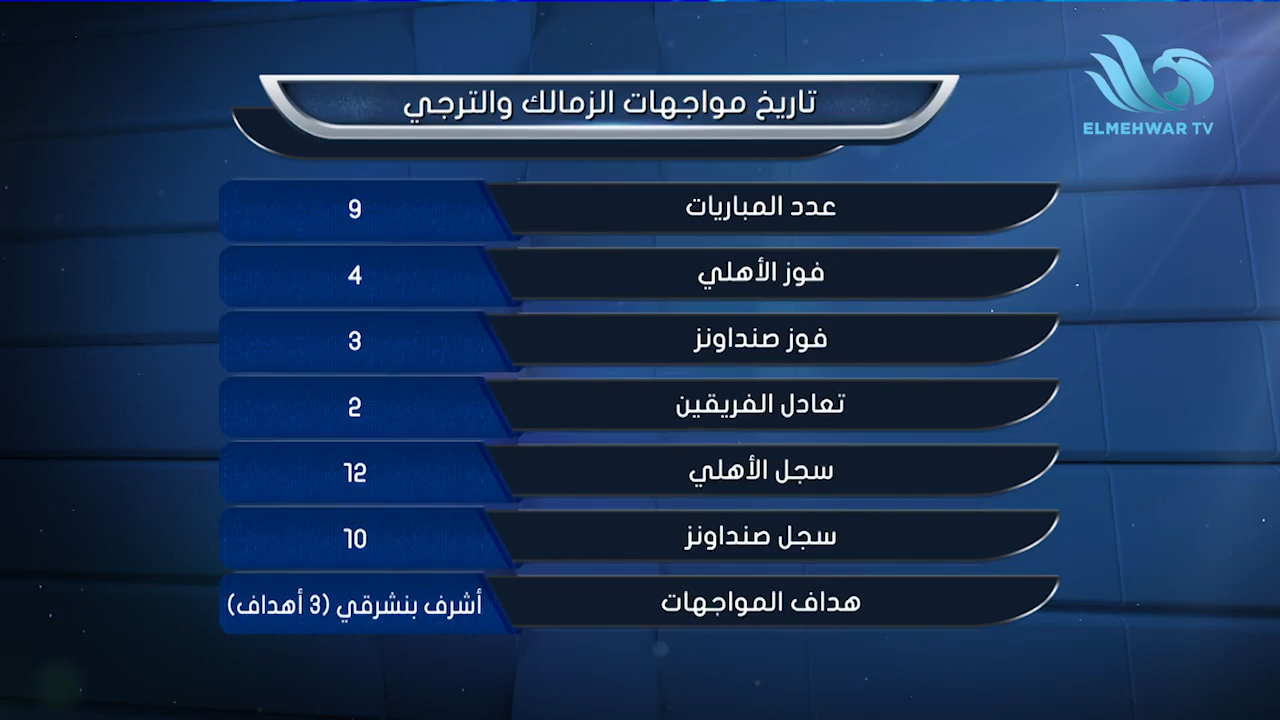 ELMEHWAR TV
تاريخ مواجهات الزمالك والترجي
عدد المباريات 9
فوز الأهلي 4
فوز صنداونز 3
تعادل الفريقين 2
سجل الأهلي 12
سجل صنداونز 10
هداف المواجهات أشرف بنشرقي (3 أهداف)